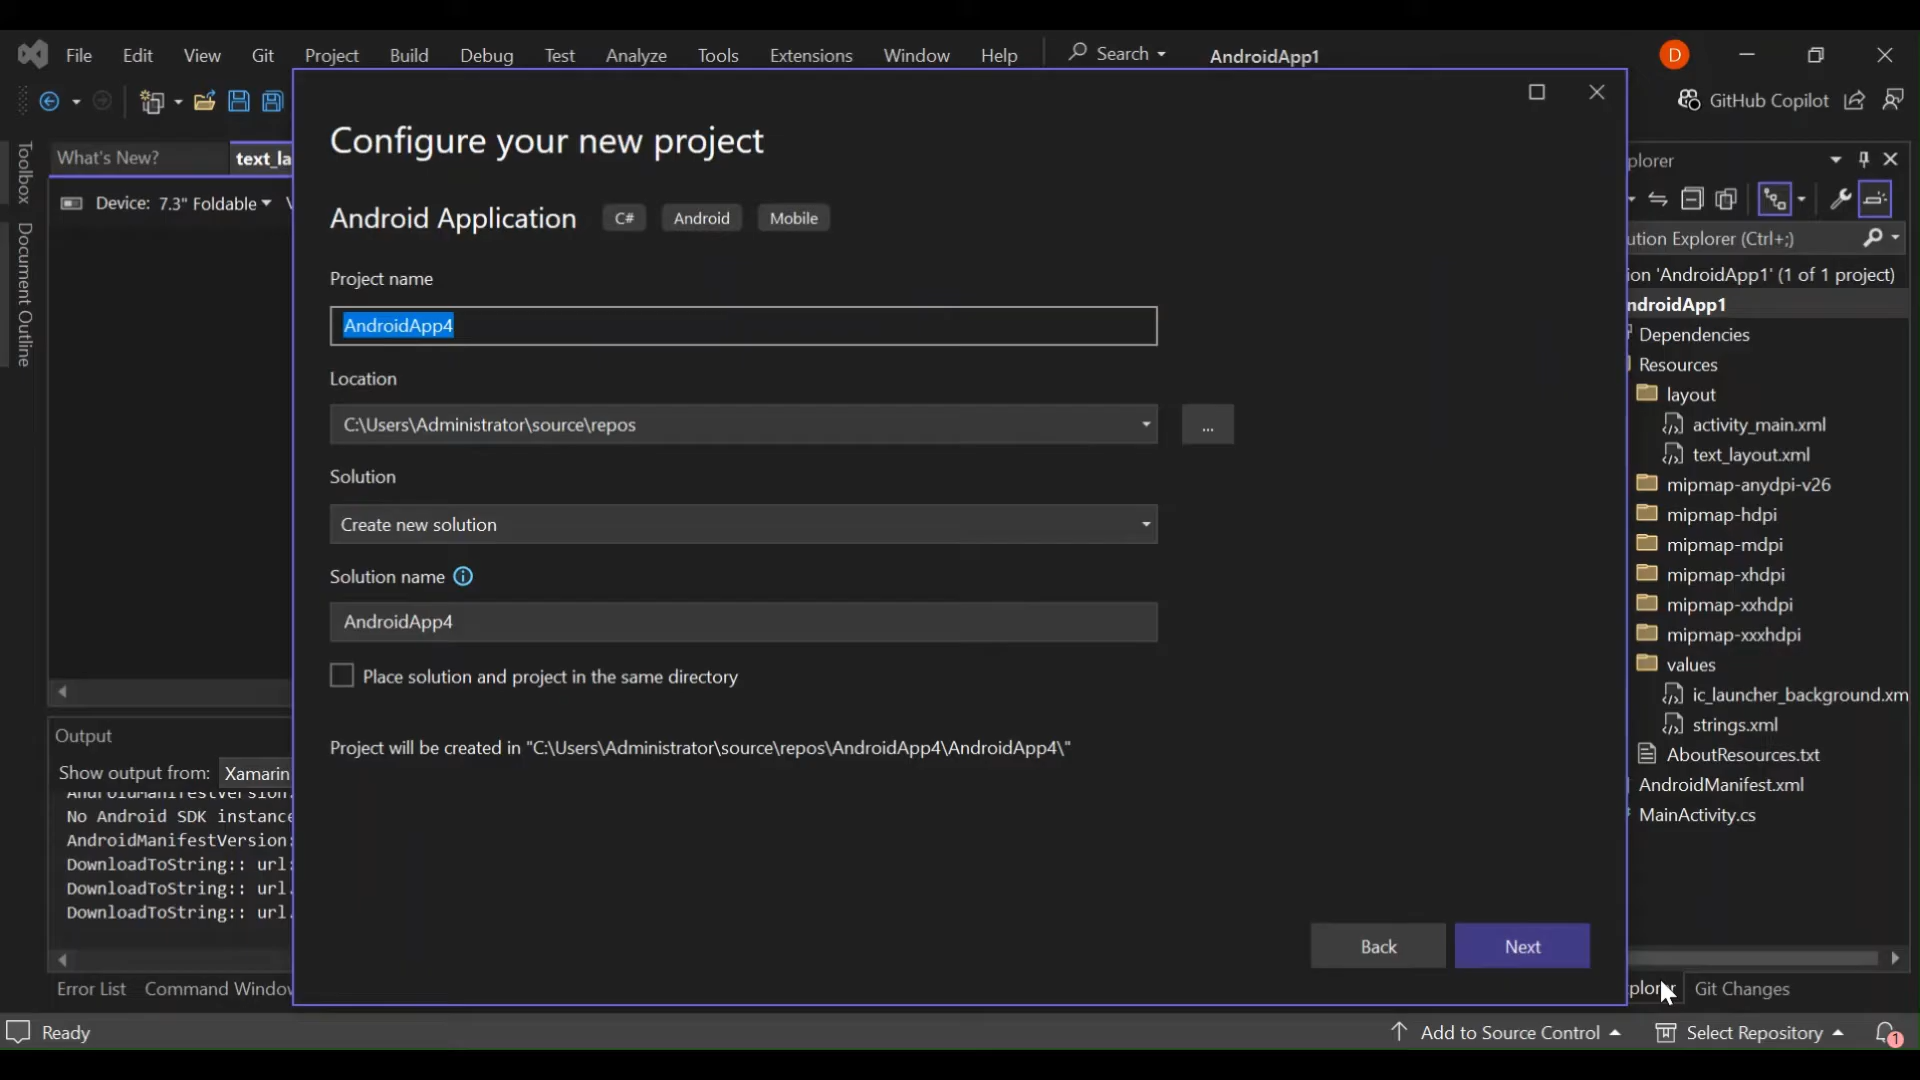 File Edit View Git Project Build Debug Test Analyze Tools Extensions Window Help Search AndroidApp1 D
GitHub Copilot
What's New?
text_la
Device: 7.3" Foldable
Toolbox
Document Outline
Configure your new project
Android Application C# Android Mobile
Project name
AndroidApp4
Location
C:\Users\Administrator\source\repos
...
Solution
Create new solution
Solution name
AndroidApp4
Place solution and project in the same directory
Project will be created in "C:\Users\Administrator\source\repos\AndroidApp4\AndroidApp4\"
Back Next
plorer
ution Explorer (Ctrl+;)
ion 'AndroidApp1' (1 of 1 project)
ndroidApp1
Dependencies
Resources
layout
activity_main.xml
text_layout.xml
mipmap-anydpi-v26
mipmap-hdpi
mipmap-mdpi
mipmap-xhdpi
mipmap-xxhdpi
mipmap-xxxhdpi
values
ic_launcher_background.xm
strings.xml
AboutResources.txt
AndroidManifest.xml
MainActivity.cs
Output
Show output from: Xamarin
AndroidManifestVersion:
No Android SDK instance
AndroidManifestVersion:
DownloadToString:: url:
DownloadToString:: url.
DownloadToString:: url.
Error List Command Window
plorer Git Changes
Ready
Add to Source Control Select Repository 1